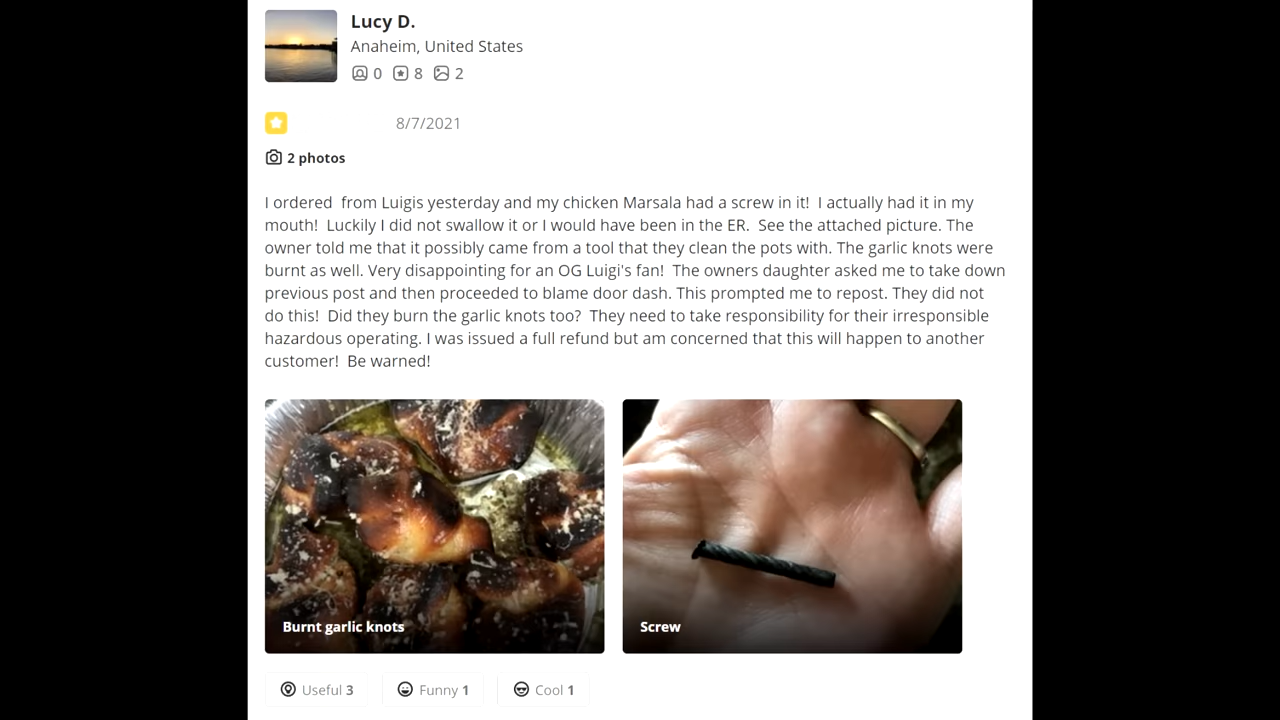 Lucy D.
Anaheim, United States
0 8 2
8/7/2021
2 photos
I ordered  from Luigis yesterday and my chicken Marsala had a screw in it!  I actually had it in my
mouth!  Luckily I did not swallow it or I would have been in the ER.  See the attached picture. The
owner told me that it possibly came from a tool that they clean the pots with. The garlic knots were
burnt as well. Very disappointing for an OG Luigi's fan!  The owners daughter asked me to take down
previous post and then proceeded to blame door dash. This prompted me to repost. They did not
do this!  Did they burn the garlic knots too?  They need to take responsibility for their irresponsible
hazardous operating. I was issued a full refund but am concerned that this will happen to another
customer!  Be warned!
Burnt garlic knots
Screw
Useful 3
Funny 1
Cool 1